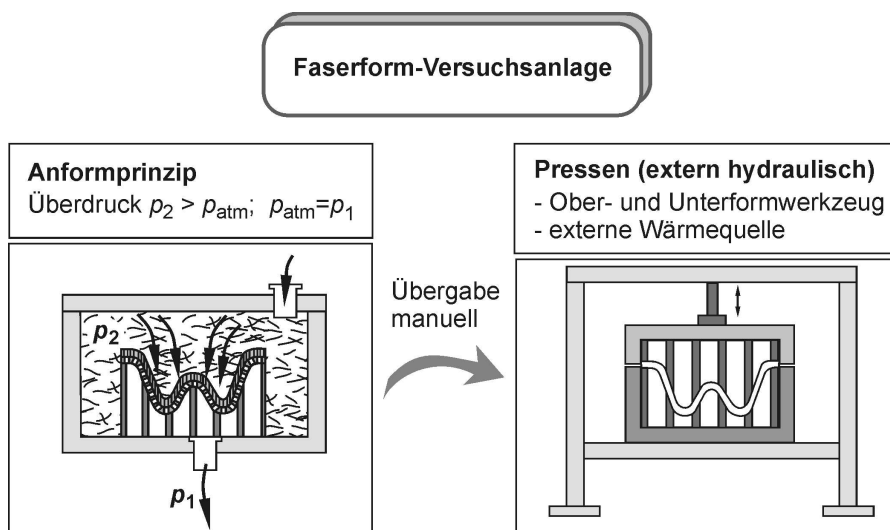 Faserform-Versuchsanlage
Anformprinzip
Überdruck p2 > patm; patm=p1
p2
p1
Übergabe
manuell
Pressen (extern hydraulisch)
- Ober- und Unterformwerkzeug
- externe Wärmequelle